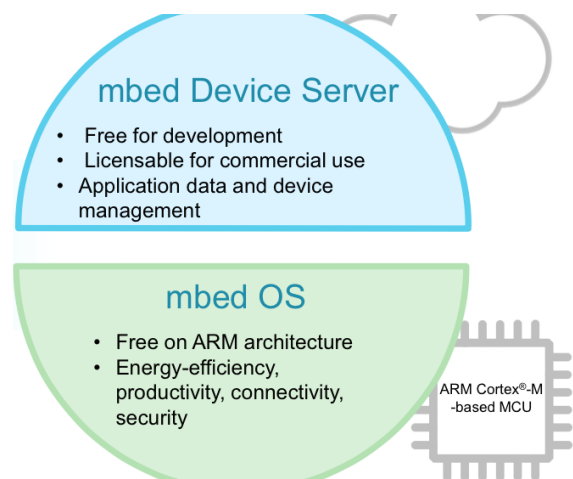 mbed Device Server
• Free for development
• Licensable for commercial use
• Application data and device
management
mbed OS
• Free on ARM architecture
• Energy-efficiency,
productivity, connectivity,
security
ARM Cortex®-M
-based MCU